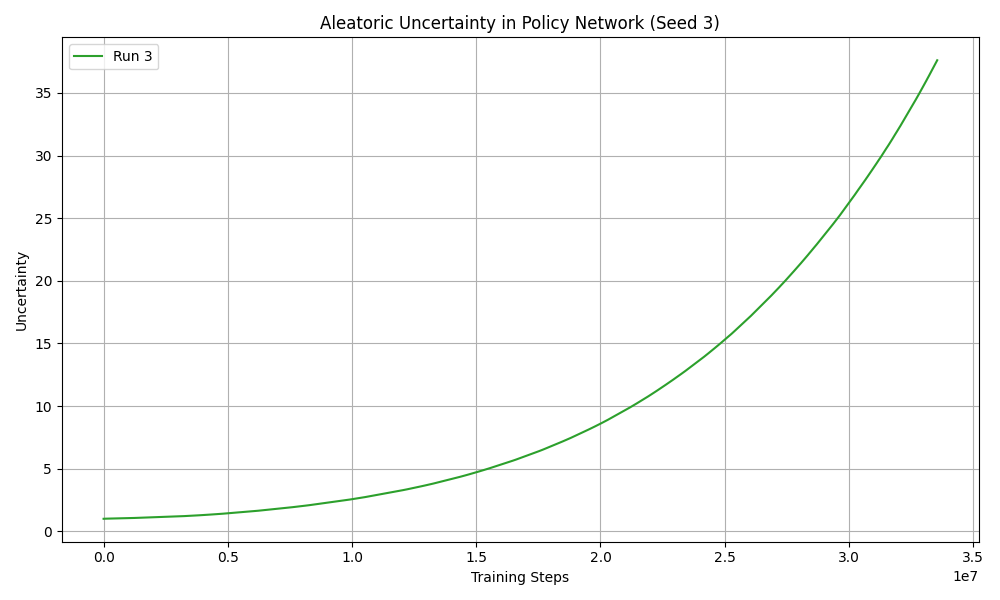 Aleatoric Uncertainty in Policy Network (Seed 3)
Run 3
Uncertainty
35
30
25
20
15
10
5
0
0.0 0.5 1.0 1.5 2.0 2.5 3.0 3.5
1e7
Training Steps